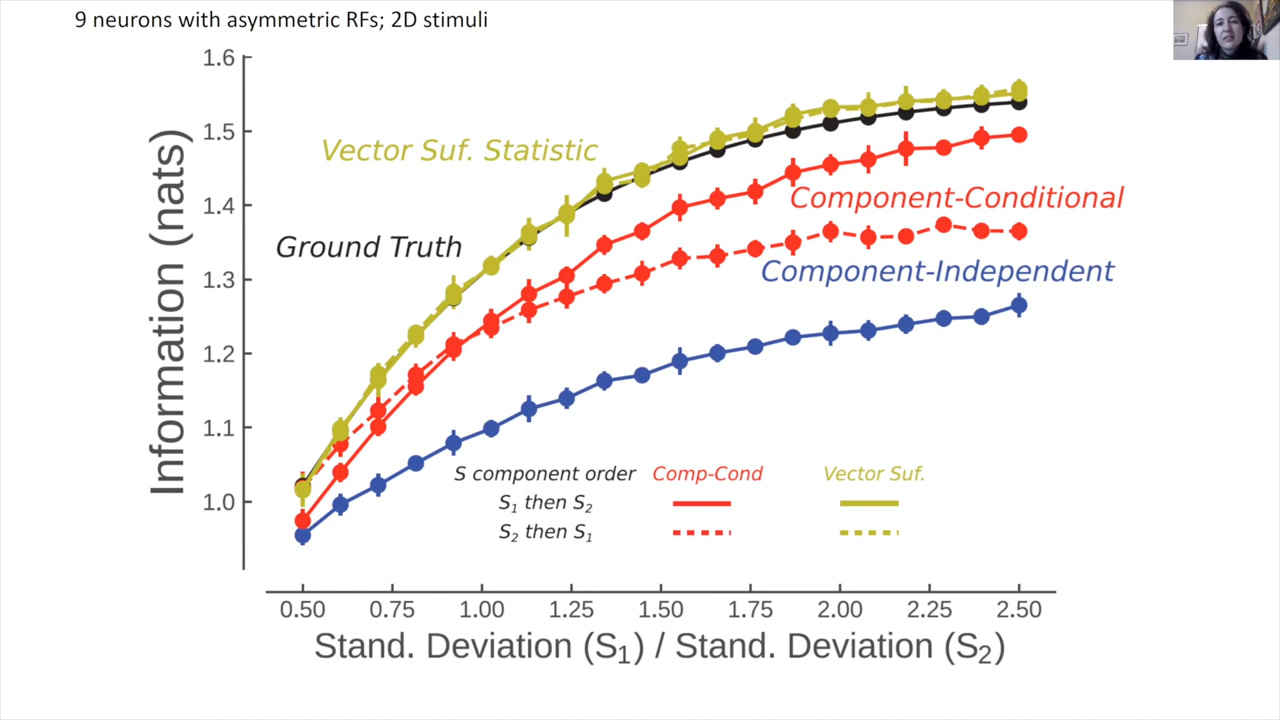 9 neurons with asymmetric RFs; 2D stimuli
Information (nats)
1.6
1.5
1.4
1.3
1.2
1.1
1.0
Vector Suf. Statistic
Ground Truth
Component-Conditional
Component-Independent
S component order Comp-Cond Vector Suf.
S₁ then S₂
S₂ then S₁
0.50 0.75 1.00 1.25 1.50 1.75 2.00 2.25 2.50
Stand. Deviation (S₁) / Stand. Deviation (S₂)